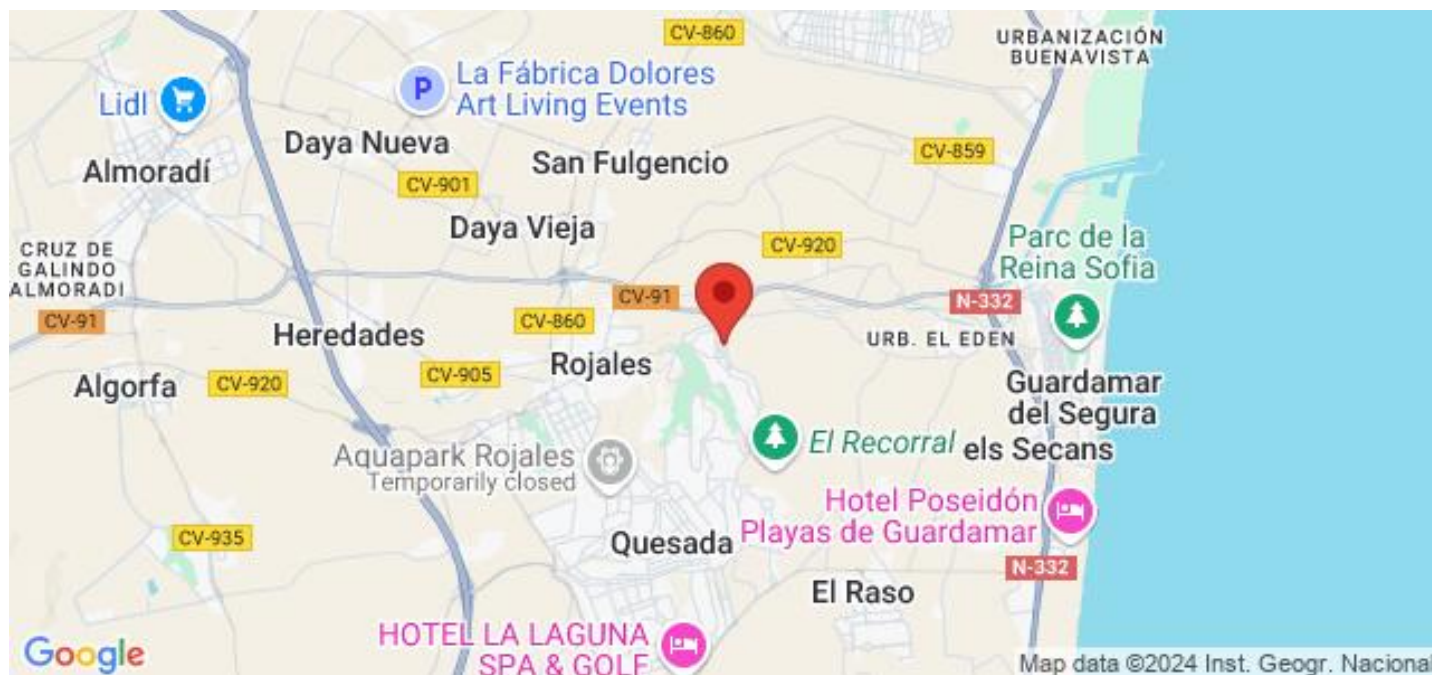 CV-860
URBANIZACIÓN
BUENAVISTA
La Fábrica Dolores
Art Living Events
P
Lidl
Daya Nueva
San Fulgencio
CV-859
Almoradí
CV-901
Daya Vieja
CV-920
Parc de la
Reina Sofia
CRUZ DE
GALINDO
ALMORADI
CV-91
N-332
CV-91
CV-860
Heredades
URB. EL EDEN
Rojales
CV-905
CV-920
Algorfa
Guardamar
del Segura
El Recorral
els Secans
Aquapark Rojales
Temporarily closed
Hotel Poseidón
Playas de Guardamar
CV-935
Quesada
N-332
El Raso
HOTEL LA LAGUNA
SPA & GOLF
Google
Map data ©2024 Inst. Geogr. Nacional